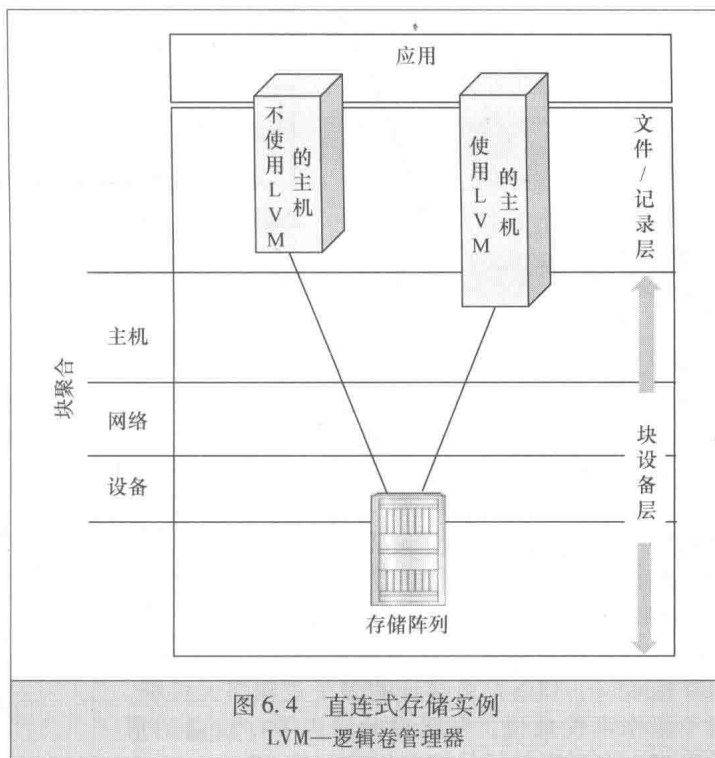 应用
不使用LVM
的主机
使用LVM
的主机
文件/记录层
块聚合
主机
网络
设备
块设备层
存储阵列
图 6.4 直连式存储实例
LVM—逻辑卷管理器